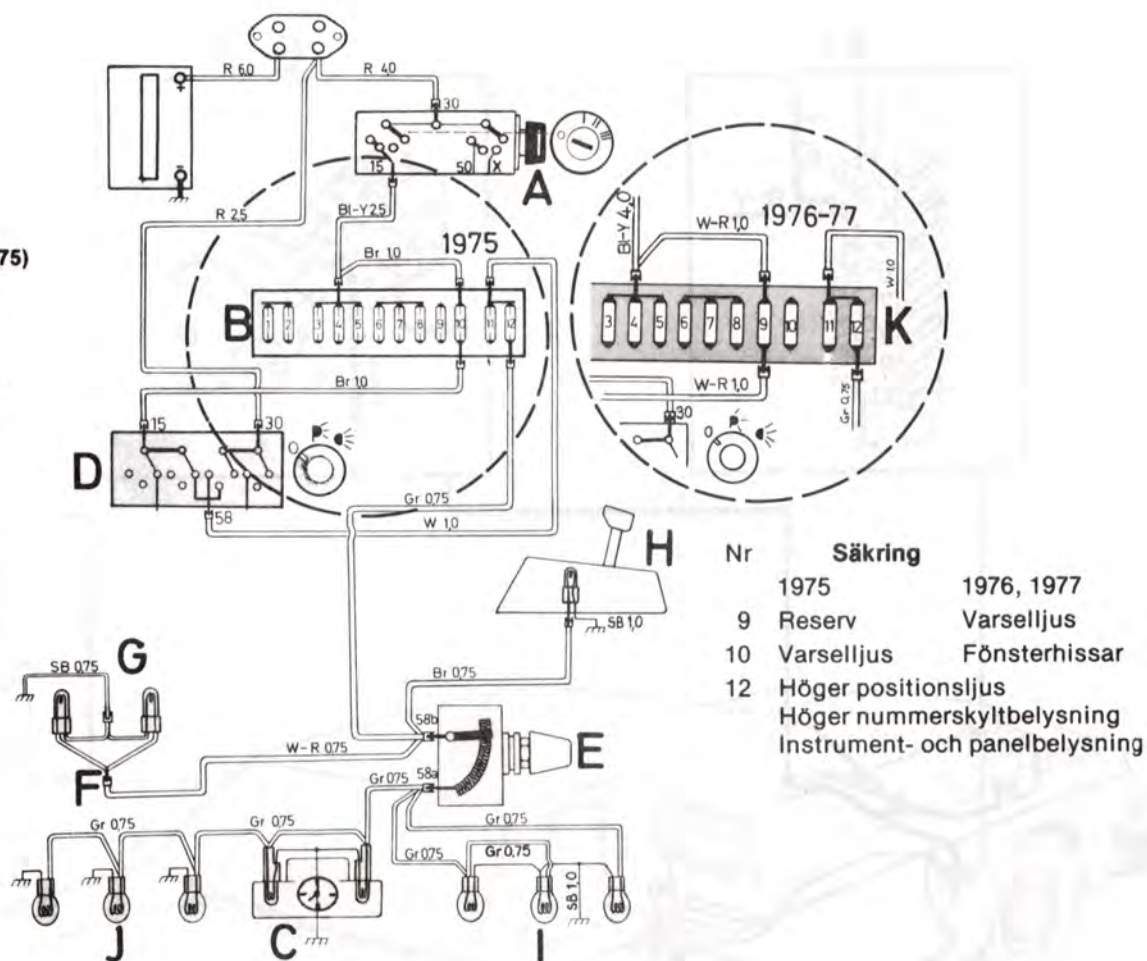 R 6,0
R 4,0
30
+
-
15
50
X
I
II
III
O
A
R 2,5
Bl-Y 2,5
1975
75)
Br 1,0
B
1 2 3 4 5 6 7 8 9 10 11 12
Br 1,0
15
30
D
O
P
58
Gr 0,75
W 1,0
Bl-Y 4,0
W-R 1,0
1976-77
W 1,0
3 4 5 6 7 8 9 10 11 12
K
W-R 1,0
Gr 0,75
30
O
P
H
SB 1,0
Nr Säkring
1975 1976, 1977
9 Reserv Varselljus
10 Varselljus Fönsterhissar
12 Höger positionsljus
Höger nummerskyltbelysning
Instrument- och panelbelysning
G
SB 0,75
Br 0,75
58b
E
W-R 0,75
58a
F
Gr 0,75
Gr 0,75
Gr 0,75
Gr 0,75
Gr 0,75
Gr 0,75
SB 1,0
J
C
I